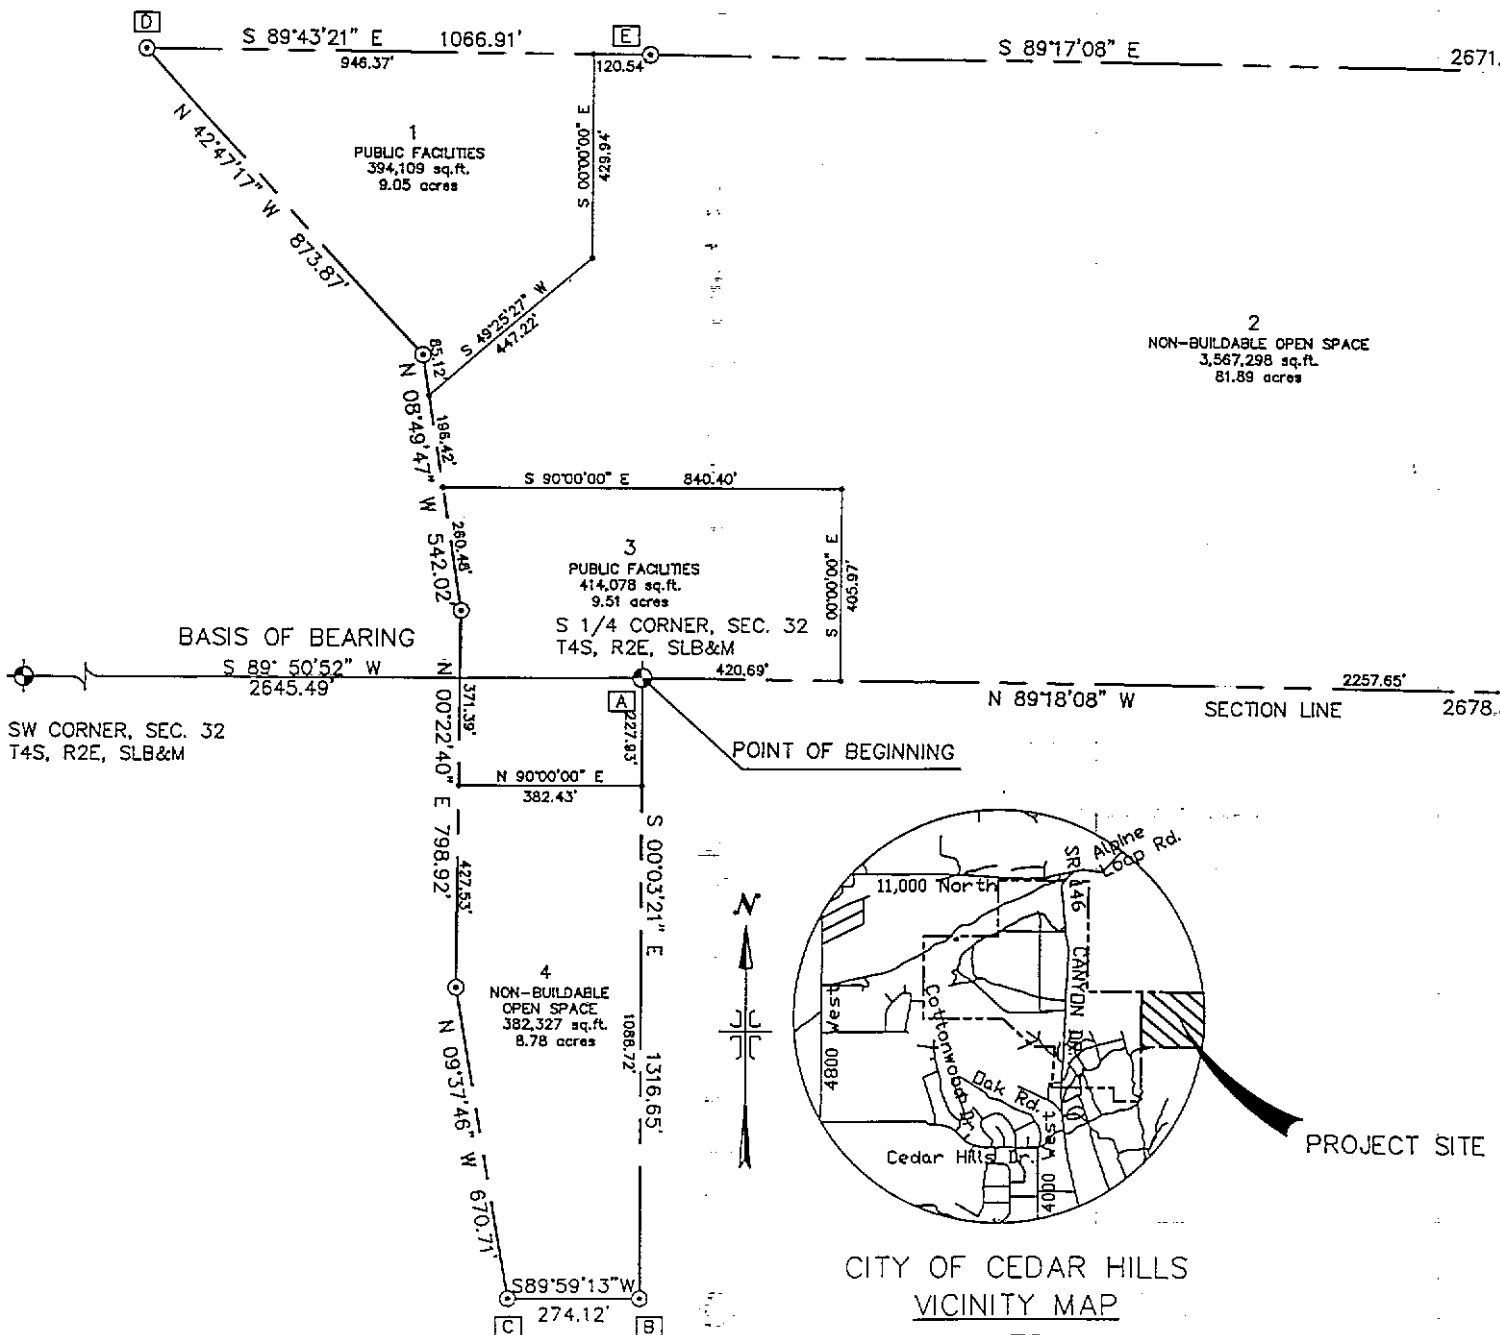 D
S 89°43'21" E 1066.91'
E
S 89°17'08" E
2671.
946.37'
120.54
N 42°47'17" W 873.87'
1
PUBLIC FACILITIES
394,109 sq.ft.
9.05 acres
S 00°00'00" E
429.94'
S 49°25'27" W
447.22'
2
NON-BUILDABLE OPEN SPACE
3,567,298 sq.ft.
81.89 acres
85.12'
N 08°49'47" W 542.02'
196.42'
S 90°00'00" E 840.40'
260.48'
3
PUBLIC FACILITIES
414,078 sq.ft.
9.51 acres
S 00°00'00" E
405.97'
S 1/4 CORNER, SEC. 32
T4S, R2E, SLB&M
BASIS OF BEARING
S 89° 50'52" W
2645.49'
420.69'
2257.65'
N 89°18'08" W
SECTION LINE
2678.
SW CORNER, SEC. 32
T4S, R2E, SLB&M
A
371.39'
227.93'
N 00°22'40" E 798.92'
POINT OF BEGINNING
N 90°00'00" E
382.43'
S 00°03'21" E 1316.65'
427.53'
4
NON-BUILDABLE
OPEN SPACE
382,327 sq.ft.
8.78 acres
1088.72'
N 09°37'46" W 670.71'
S89°59'13"W
274.12'
C
B
N
Alpine
Loop Rd.
SR 146
11,000 North
CANYON DR.
4800 West
Cottonwood Dr.
Oak Rd.
Cedar Hills Dr.
4000 West
PROJECT SITE
CITY OF CEDAR HILLS
VICINITY MAP